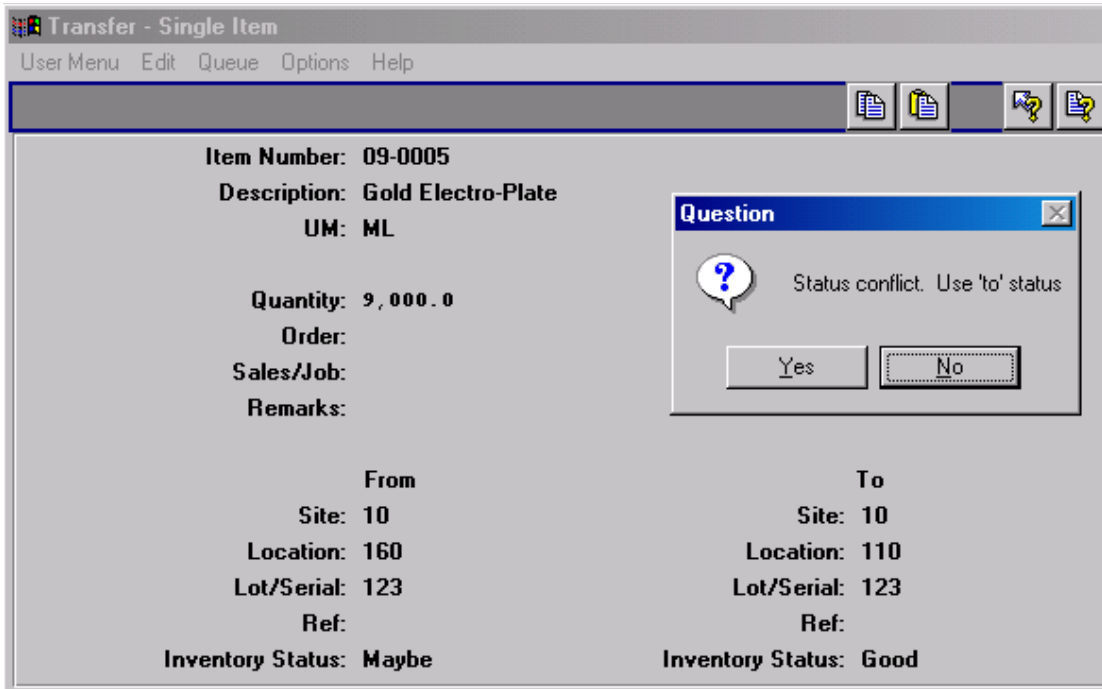 Transfer - Single Item
User Menu Edit Queue Options Help
Item Number: 09-0005
Description: Gold Electro-Plate
UM: ML
Quantity: 9,000.0
Order:
Sales/Job:
Remarks:
Question
Status conflict. Use 'to' status
Yes No
From To
Site: 10 Site: 10
Location: 160 Location: 110
Lot/Serial: 123 Lot/Serial: 123
Ref: Ref:
Inventory Status: Maybe Inventory Status: Good